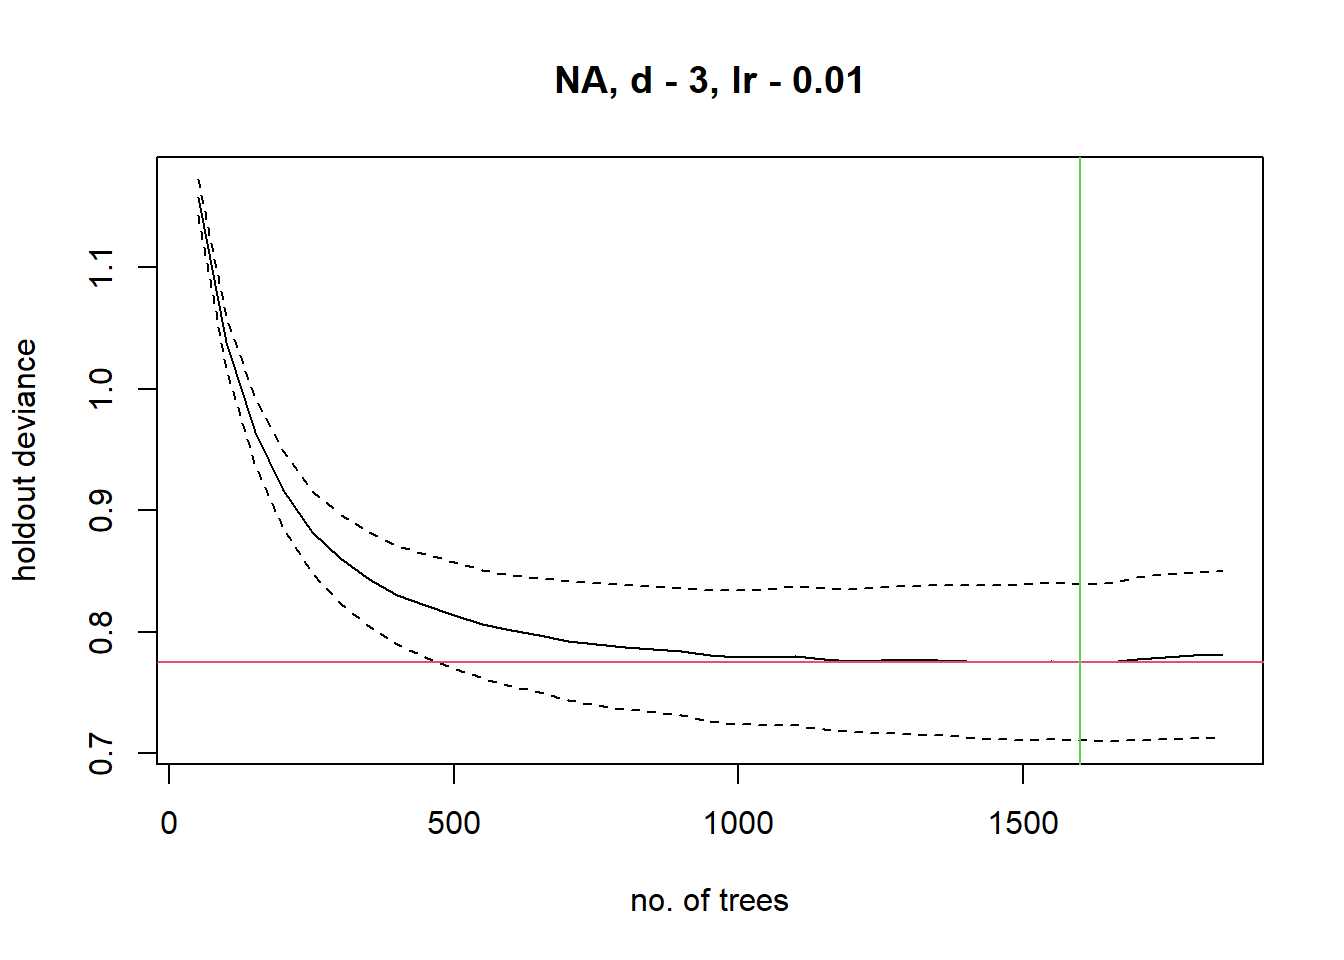 NA, d - 3, lr - 0.01
holdout deviance
1.1
1.0
0.9
0.8
0.7
0 500 1000 1500
no. of trees